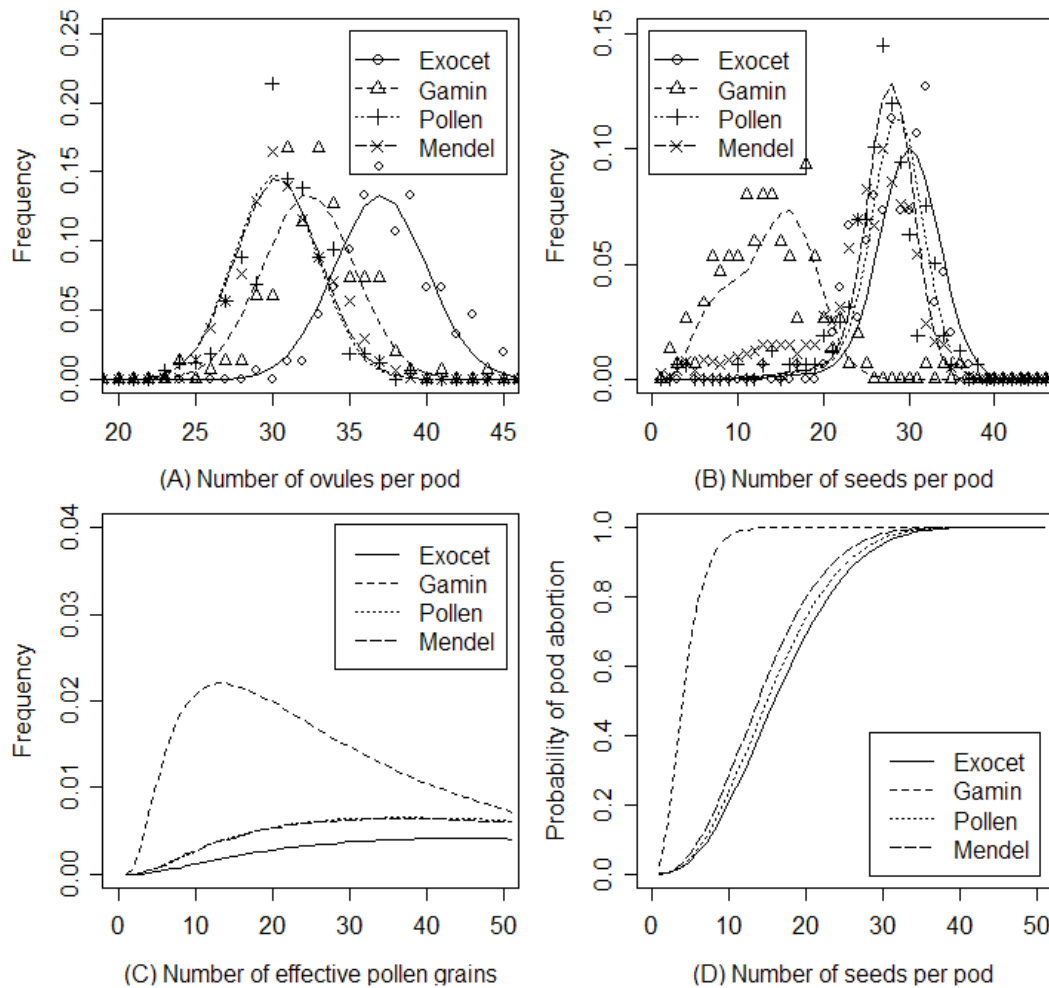 0.00 0.05 0.10 0.15 0.20 0.25
Frequency
Exocet
Gamin
Pollen
Mendel
20 25 30 35 40 45
(A) Number of ovules per pod
0.00 0.05 0.10 0.15
Frequency
Exocet
Gamin
Pollen
Mendel
0 10 20 30 40
(B) Number of seeds per pod
0.00 0.01 0.02 0.03 0.04
Frequency
Exocet
Gamin
Pollen
Mendel
0 10 20 30 40 50
(C) Number of effective pollen grains
0.0 0.2 0.4 0.6 0.8 1.0
Probability of pod abortion
Exocet
Gamin
Pollen
Mendel
0 10 20 30 40 50
(D) Number of seeds per pod